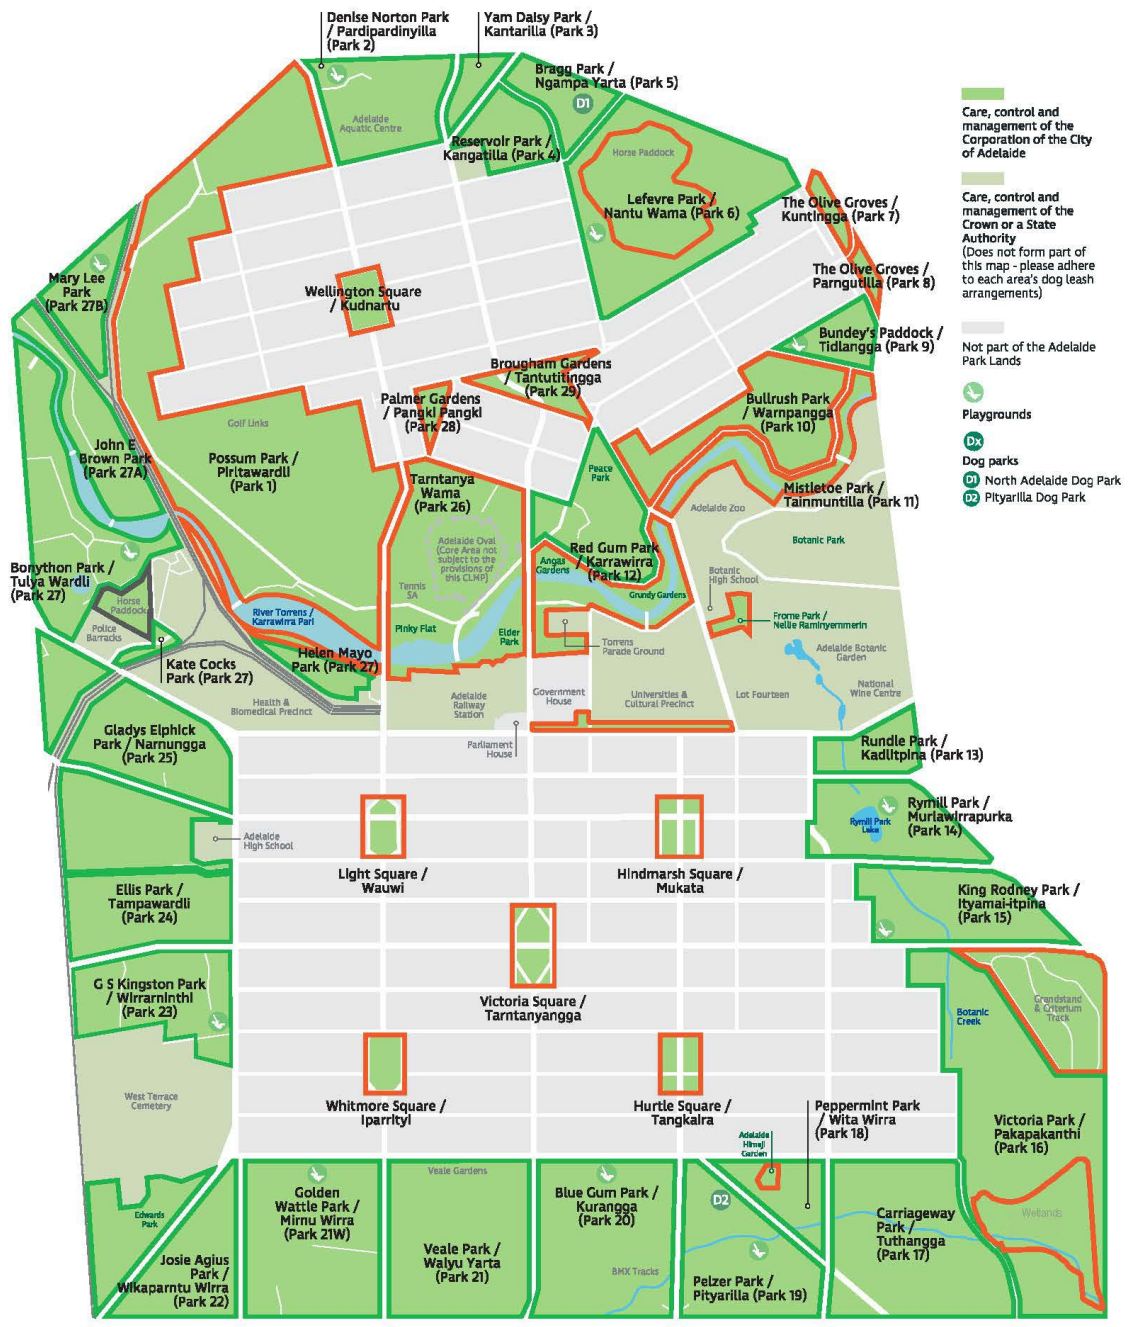 Denise Norton Park
/ Pardipardinyilla
(Park 2)
Yam Daisy Park /
Kantarilla (Park 3)
Bragg Park /
Ngampa Yarta (Park 5)
D1
Adelaide
Aquatic Centre
Reservoir Park /
Kangatilla (Park 4)
Horse Paddock
Lefevre Park /
Nantu Wama (Park 6)
The Olive Groves /
Kuntingga (Park 7)
The Olive Groves /
Parngutilla (Park 8)
Mary Lee
Park
(Park 27B)
Wellington Square
/ Kudnartu
Bundey's Paddock /
Tidlangga (Park 9)
Brougham Gardens
/ Tantutitingga
(Park 29)
Palmer Gardens
/ Pangki Pangki
(Park 28)
Bullrush Park
/ Warnpangga
(Park 10)
Golf Links
John E
Brown Park
(Park 27A)
Possum Park /
Pirltawardli
(Park 1)
Tarntanya
Wama
(Park 26)
Peace
Park
Mistletoe Park /
Tainmuntilla (Park 11)
Adelaide Zoo
Botanic Park
Adelaide Oval
(Core Area not
subject to the
provisions of
this CLMP)
Red Gum Park
/ Karrawirra
(Park 12)
Angas
Gardens
Grundy Gardens
Botanic
High School
Bonython Park /
Tulya Wardli
(Park 27)
Horse
Paddock
Police
Barracks
Tennis
SA
River Torrens /
Karrawirra Pari
Pinky Flat
Elder
Park
Frome Park /
Nellie Raminyemmerin
Torrens
Parade Ground
Adelaide Botanic
Garden
Kate Cocks
Park (Park 27)
Helen Mayo
Park (Park 27)
Health &
Biomedical Precinct
Adelaide
Railway
Station
Government
House
Universities &
Cultural Precinct
Lot Fourteen
National
Wine Centre
Parliament
House
Gladys Elphick
Park / Narnungga
(Park 25)
Rundle Park /
Kadlitpina (Park 13)
Rymill Park /
Murlawirrapurka
(Park 14)
Rymill Park
Lake
Adelaide
High School
Light Square /
Wauwi
Hindmarsh Square /
Mukata
Ellis Park /
Tampawardli
(Park 24)
King Rodney Park /
Ityamai-itpina
(Park 15)
G S Kingston Park
/ Wirrarninthi
(Park 23)
Victoria Square /
Tarntanyangga
Botanic
Creek
Grandstand
& Criterium
Track
West Terrace
Cemetery
Whitmore Square /
Iparrityi
Hurtle Square /
Tangkaira
Peppermint Park
/ Wita Wirra
(Park 18)
Victoria Park /
Pakapakanthi
(Park 16)
Adelaide
Himeji
Garden
Veale Gardens
Golden
Wattle Park /
Mirnu Wirra
(Park 21W)
Blue Gum Park /
Kurangga
(Park 20)
D2
Edwards
Park
Wetlands
Carriageway
Park /
Tuthangga
(Park 17)
Veale Park /
Walyu Yarta
(Park 21)
Josie Agius
Park /
Wikaparntu Wirra
(Park 22)
BMX Tracks
Pelzer Park /
Pityarilla (Park 19)
Care, control and
management of the
Corporation of the City
of Adelaide
Care, control and
management of the
Crown or a State
Authority
(Does not form part of
this map - please adhere
to each area's dog leash
arrangements)
Not part of the Adelaide
Park Lands
Playgrounds
Dx
Dog parks
D1 North Adelaide Dog Park
D2 Pityarilla Dog Park